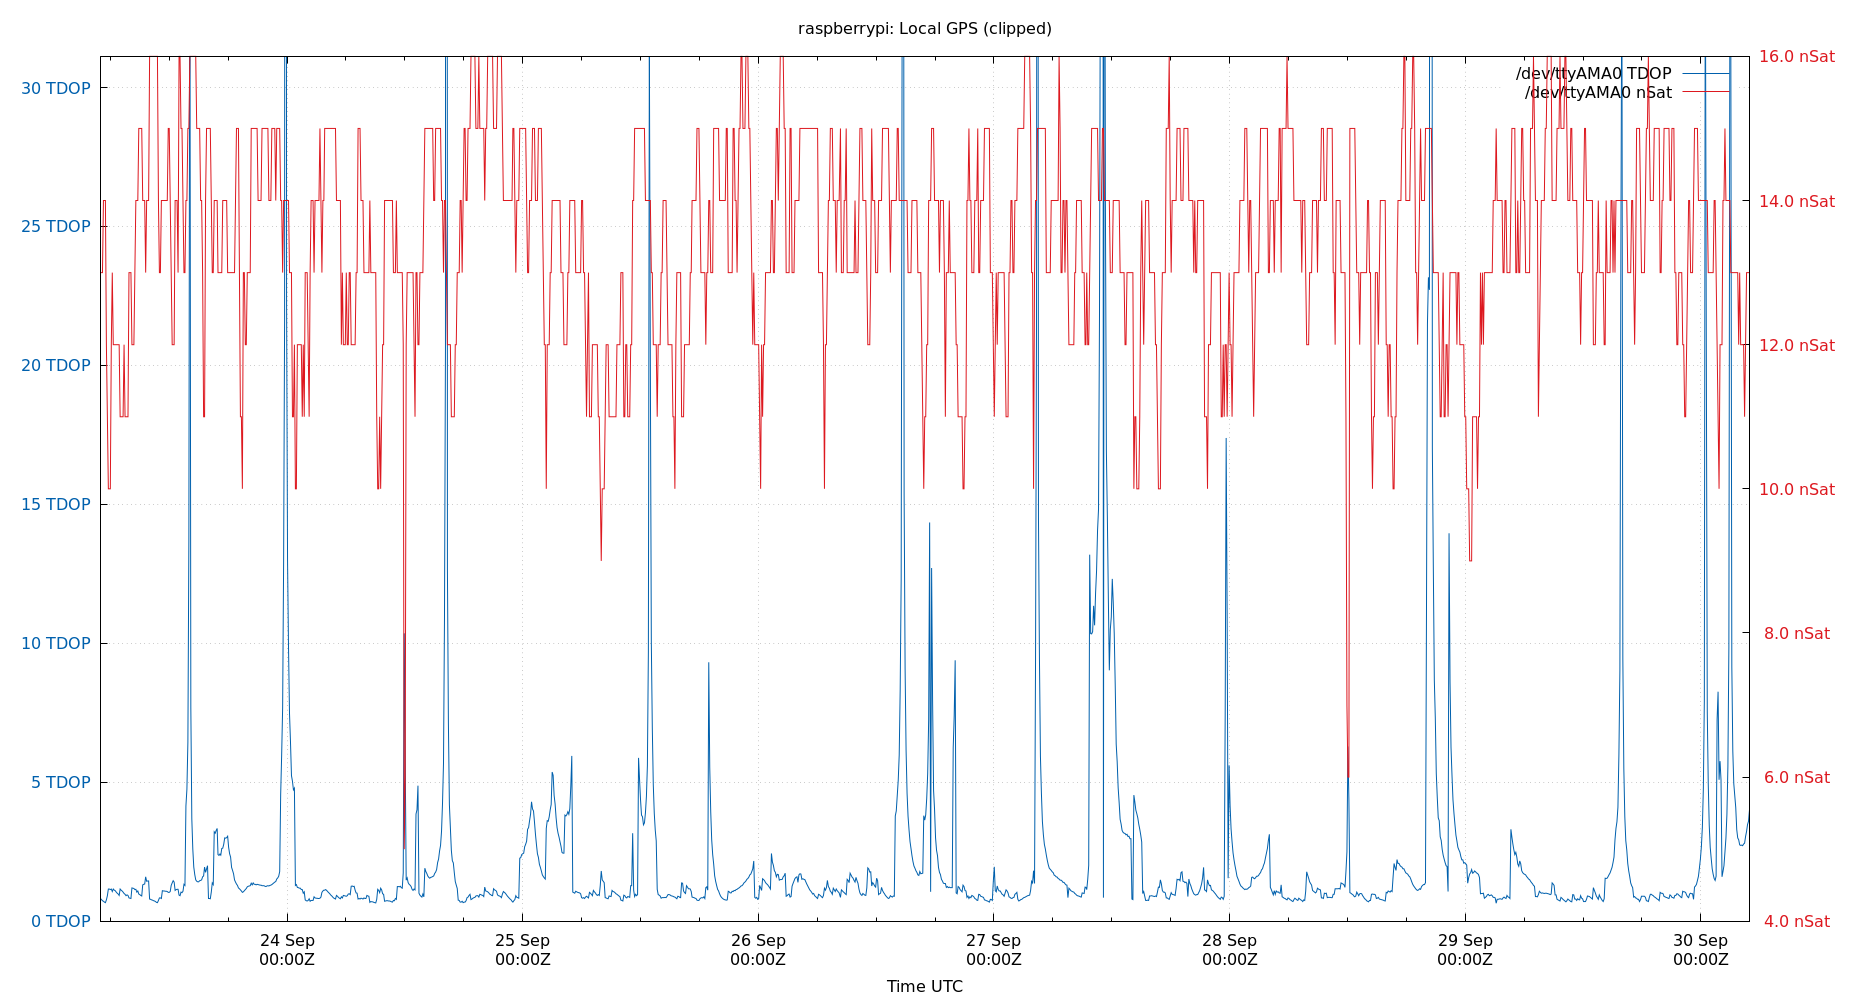 raspberrypi: Local GPS (clipped)
/dev/ttyAMA0 TDOP
/dev/ttyAMA0 nSat
30 TDOP
25 TDOP
20 TDOP
15 TDOP
10 TDOP
5 TDOP
0 TDOP
16.0 nSat
14.0 nSat
12.0 nSat
10.0 nSat
8.0 nSat
6.0 nSat
4.0 nSat
24 Sep
00:00Z
25 Sep
00:00Z
26 Sep
00:00Z
27 Sep
00:00Z
28 Sep
00:00Z
29 Sep
00:00Z
30 Sep
00:00Z
Time UTC